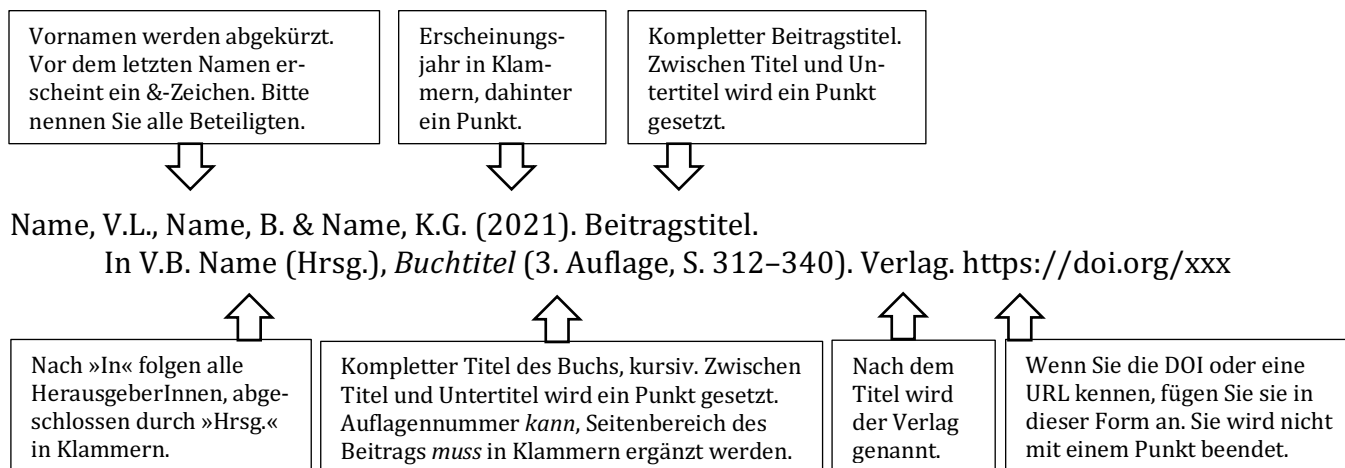 Vornamen werden abgekürzt.
Vor dem letzten Namen er-
scheint ein &-Zeichen. Bitte
nennen Sie alle Beteiligten.
Erscheinungs-
jahr in Klam-
mern, dahinter
ein Punkt.
Kompletter Beitragstitel.
Zwischen Titel und Un-
tertitel wird ein Punkt
gesetzt.
Name, V.L., Name, B. & Name, K.G. (2021). Beitragstitel.
In V.B. Name (Hrsg.), Buchtitel (3. Auflage, S. 312–340). Verlag. https://doi.org/xxx
Nach »In« folgen alle
HerausgeberInnen, abge-
schlossen durch »Hrsg.«
in Klammern.
Kompletter Titel des Buchs, kursiv. Zwischen
Titel und Untertitel wird ein Punkt gesetzt.
Auflagennummer kann, Seitenbereich des
Beitrags muss in Klammern ergänzt werden.
Nach dem
Titel wird
der Verlag
genannt.
Wenn Sie die DOI oder eine
URL kennen, fügen Sie sie in
dieser Form an. Sie wird nicht
mit einem Punkt beendet.